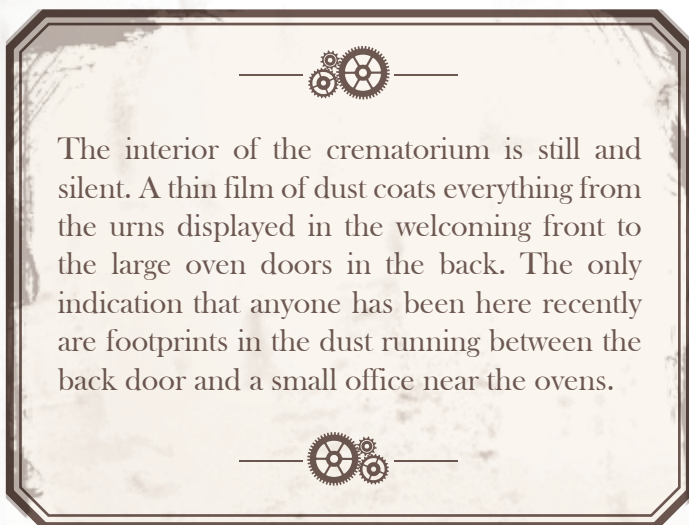 The interior of the crematorium is still and
silent. A thin film of dust coats everything from
the urns displayed in the welcoming front to
the large oven doors in the back. The only
indication that anyone has been here recently
are footprints in the dust running between the
back door and a small office near the ovens.